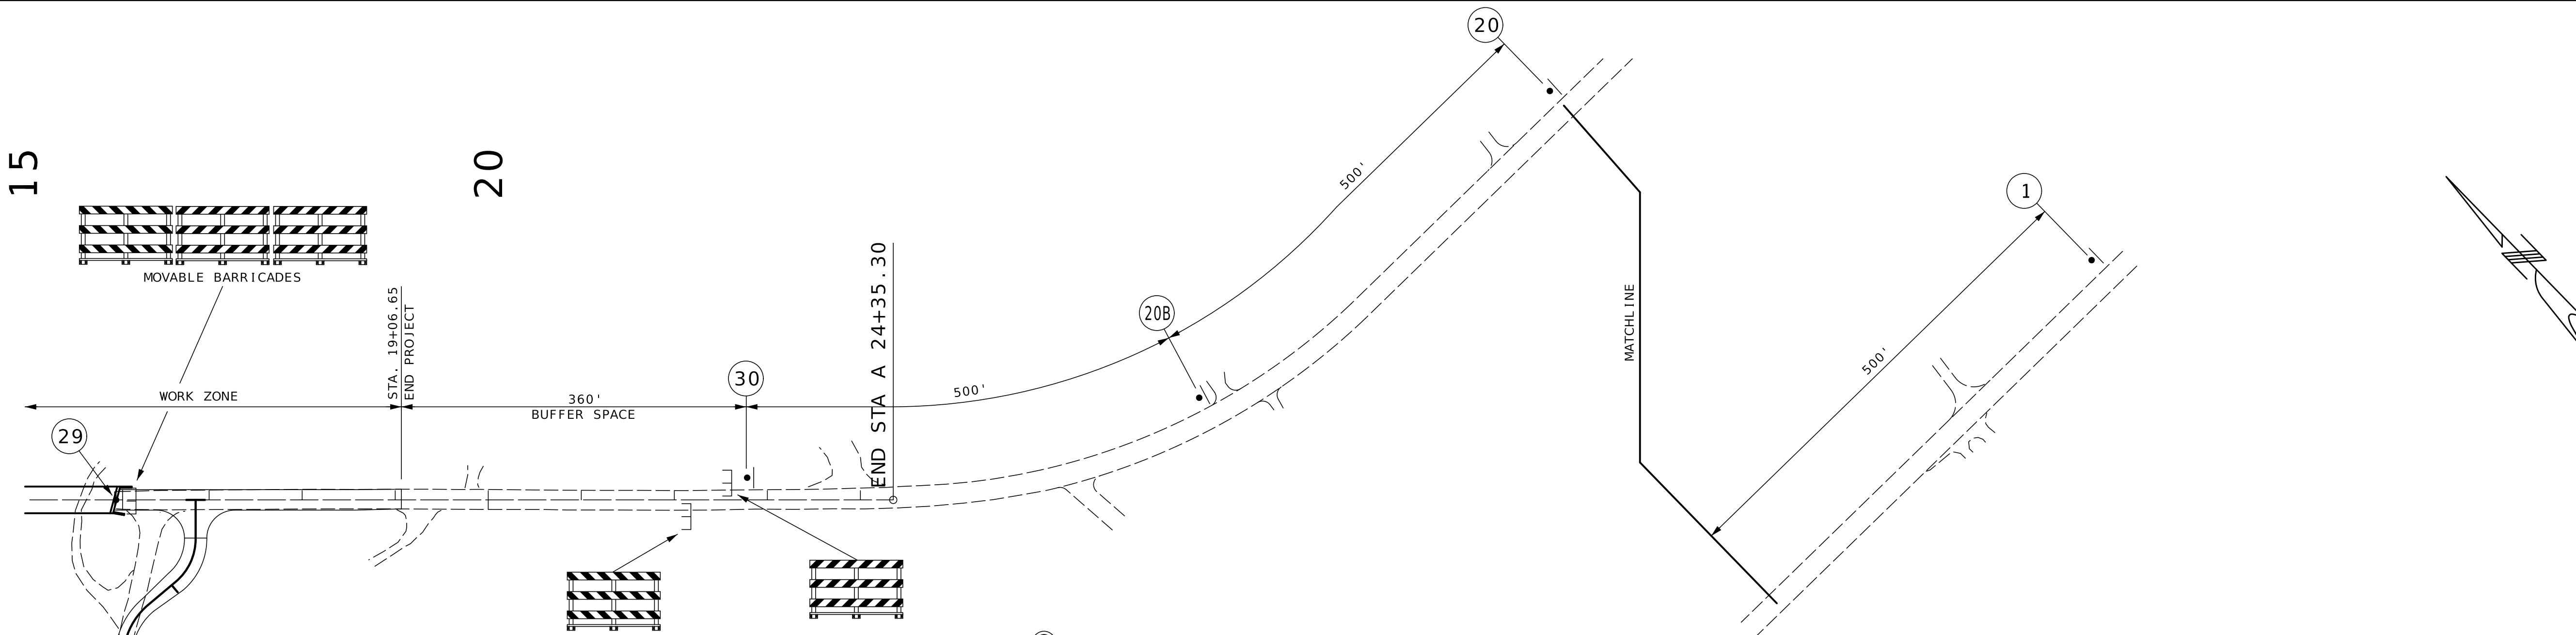 20
15
20
1
MOVABLE BARRICADES
500'
END STA A 24+35.30
STA. 19+06.65
END PROJECT
20B
MATCHLINE
500'
30
WORK ZONE
360'
BUFFER SPACE
500'
29